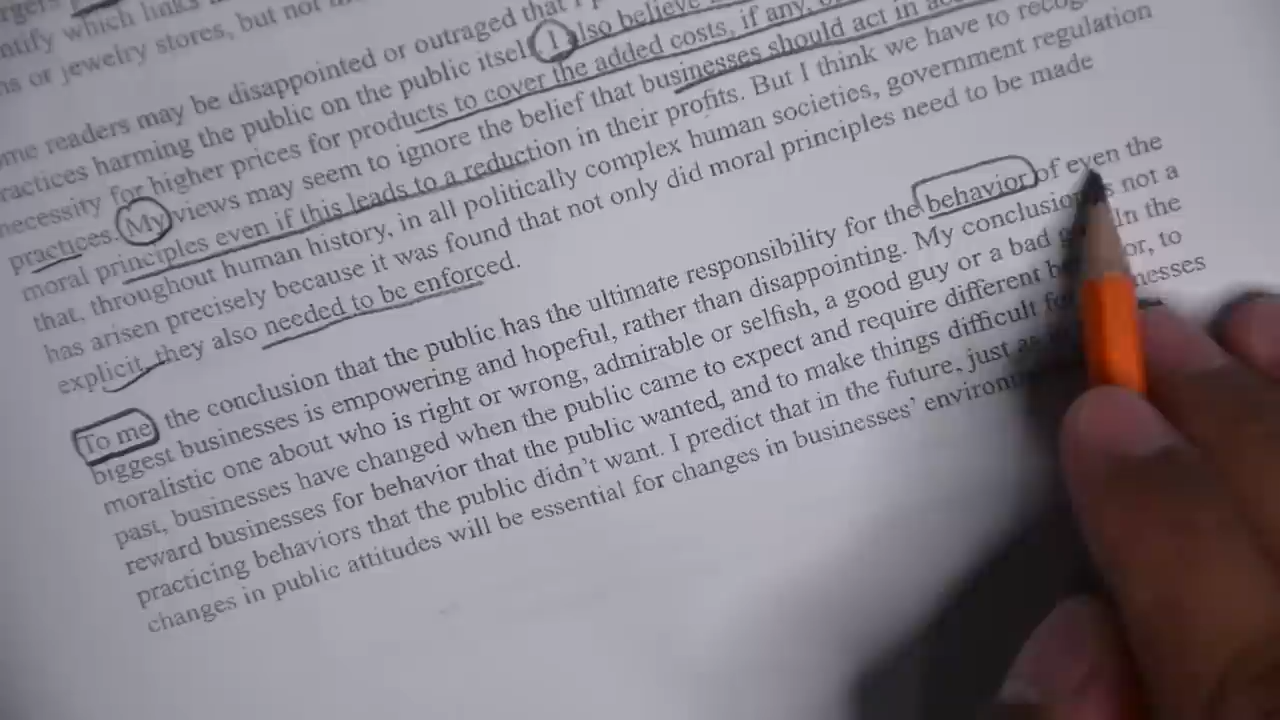 ntify which links
ns or jewelry stores, but not
me readers may be disappointed or outraged that
ractices harming the public on the public itself. I also believe
necessity for higher prices for products to cover the added costs, if any,
practices. My views may seem to ignore the belief that businesses should act in
moral principles even if this leads to a reduction in their profits. But I think we have to
that, throughout human history, in all politically complex human societies, government regulation
has arisen precisely because it was found that not only did moral principles need to be made
explicit, they also needed to be enforced.
To me, the conclusion that the public has the ultimate responsibility for the behavior of even the
biggest businesses is empowering and hopeful, rather than disappointing. My conclusion is not a
moralistic one about who is right or wrong, admirable or selfish, a good guy or a bad In the
past, businesses have changed when the public came to expect and require different or, to
reward businesses for behavior that the public wanted, and to make things difficult nesses
practicing behaviors that the public didn't want. I predict that in the future, just
changes in public attitudes will be essential for changes in businesses'